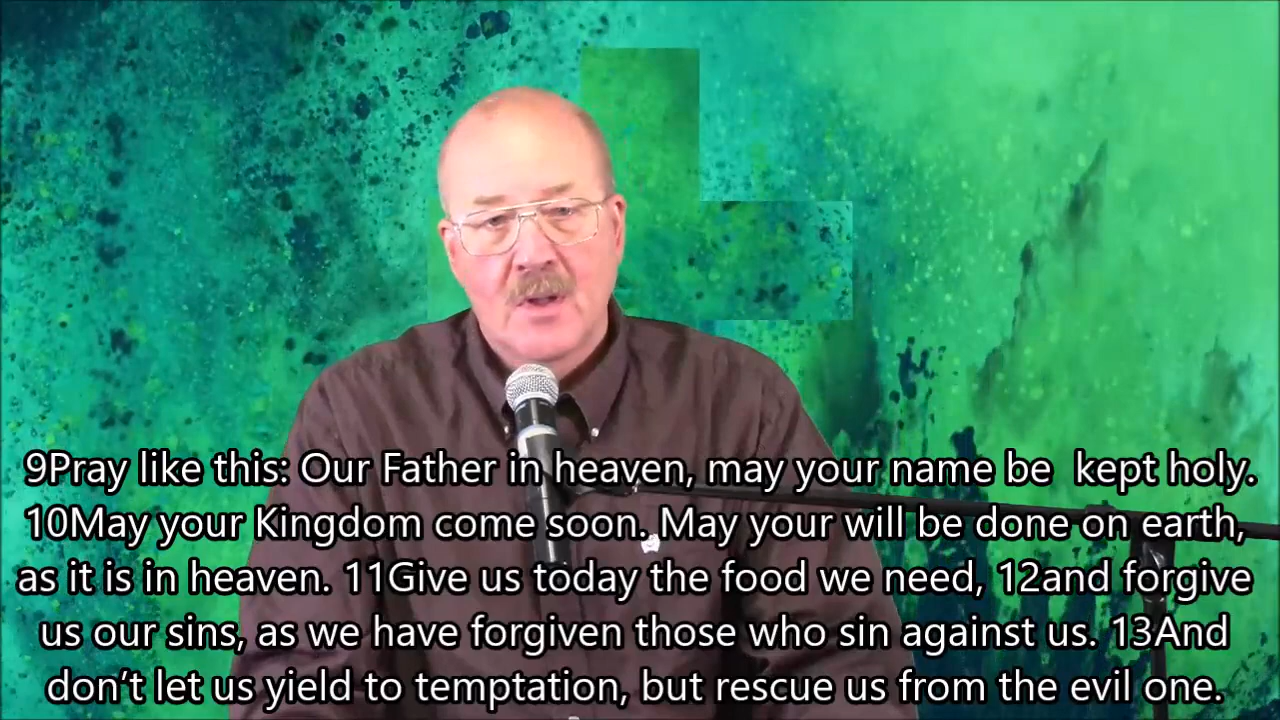 9Pray like this: Our Father in heaven, may your name be  kept holy.
10May your Kingdom come soon. May your will be done on earth,
as it is in heaven. 11Give us today the food we need, 12and forgive
us our sins, as we have forgiven those who sin against us. 13And
don’t let us yield to temptation, but rescue us from the evil one.